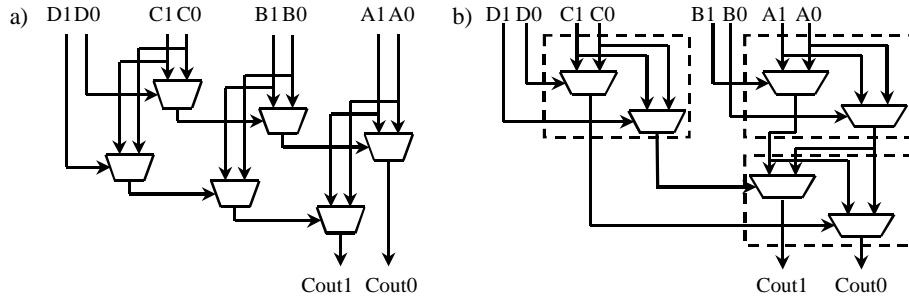 a) D1 D0 C1 C0 B1 B0 A1 A0
Cout1 Cout0
b) D1 D0 C1 C0 B1 B0 A1 A0
Cout1 Cout0